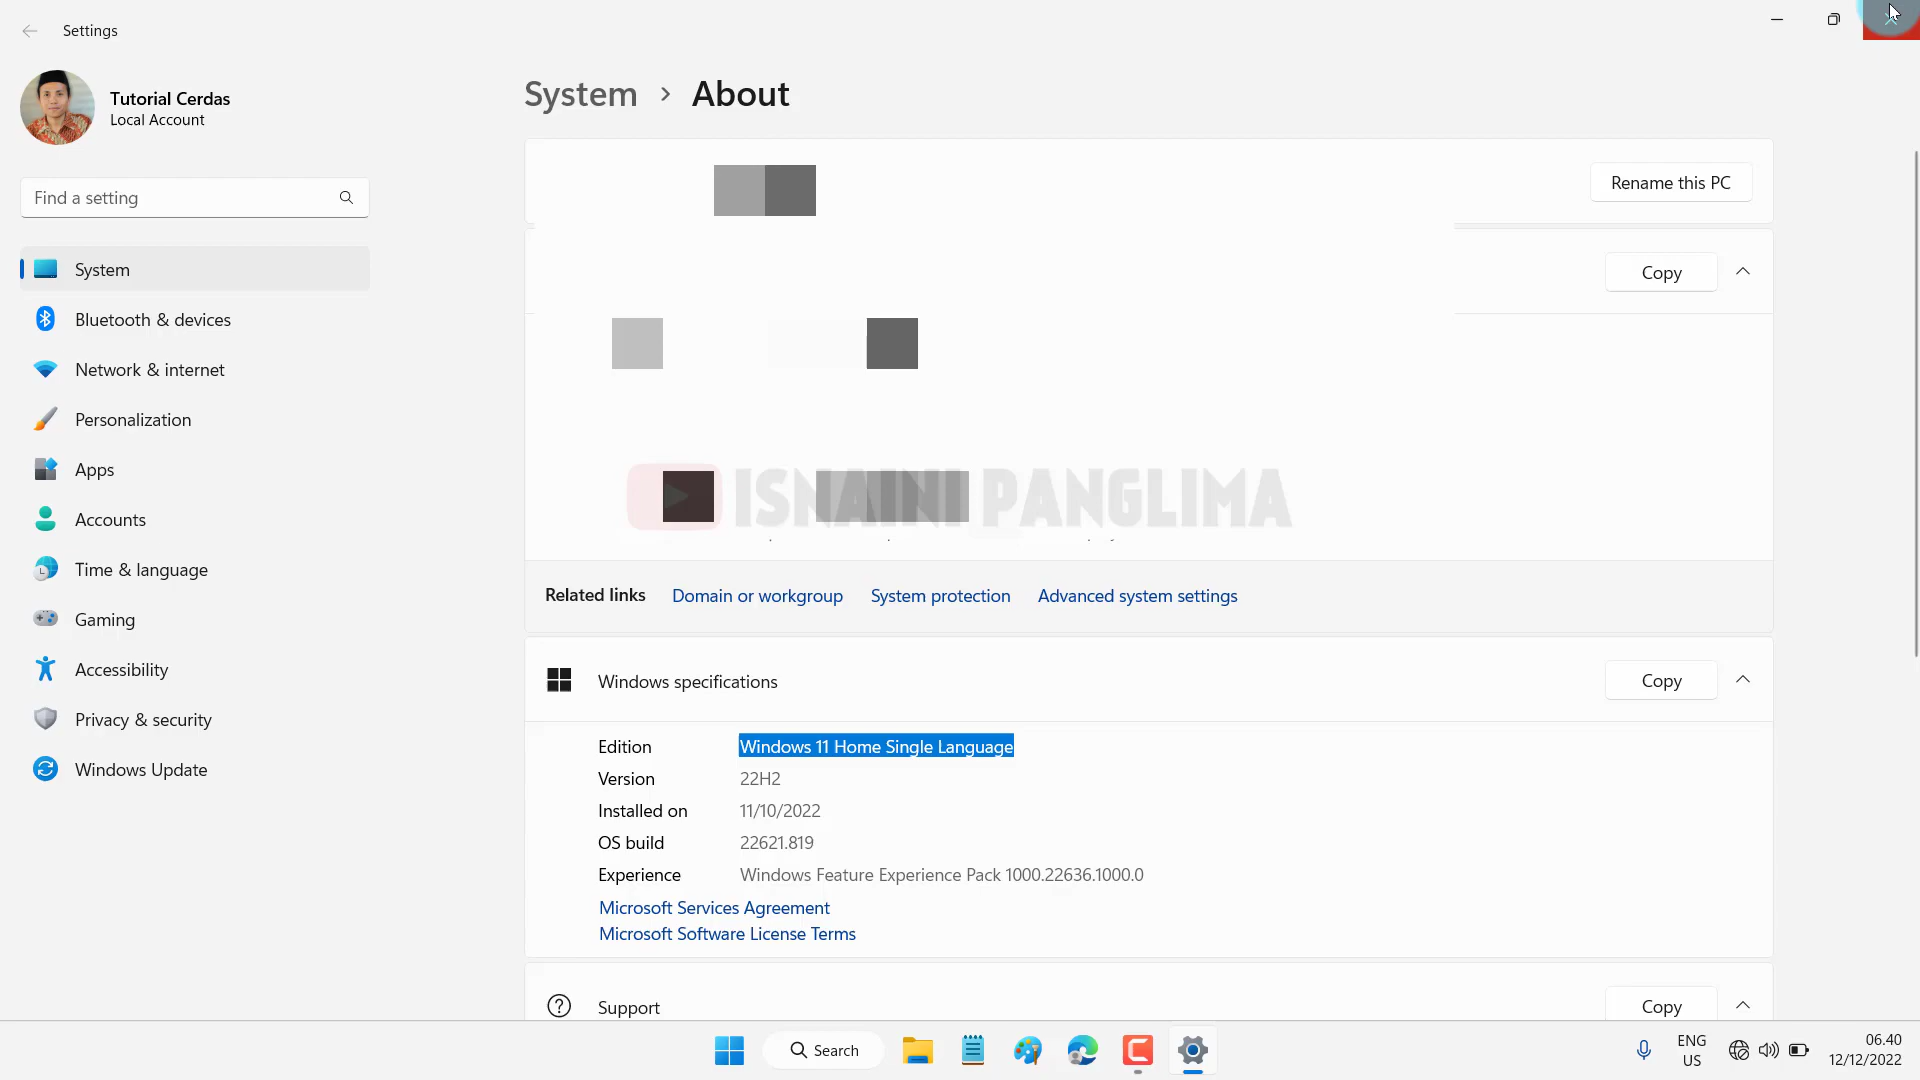 Settings
Tutorial Cerdas
Local Account
Find a setting
System
Bluetooth & devices
Network & internet
Personalization
Apps
Accounts
Time & language
Gaming
Accessibility
Privacy & security
Windows Update
System > About
Rename this PC
Copy
ISNAINI PANGLIMA
Related links Domain or workgroup System protection Advanced system settings
Windows specifications Copy
Edition Windows 11 Home Single Language
Version 22H2
Installed on 11/10/2022
OS build 22621.819
Experience Windows Feature Experience Pack 1000.22636.1000.0
Microsoft Services Agreement
Microsoft Software License Terms
Support Copy
Search
ENG
US
06.40
12/12/2022